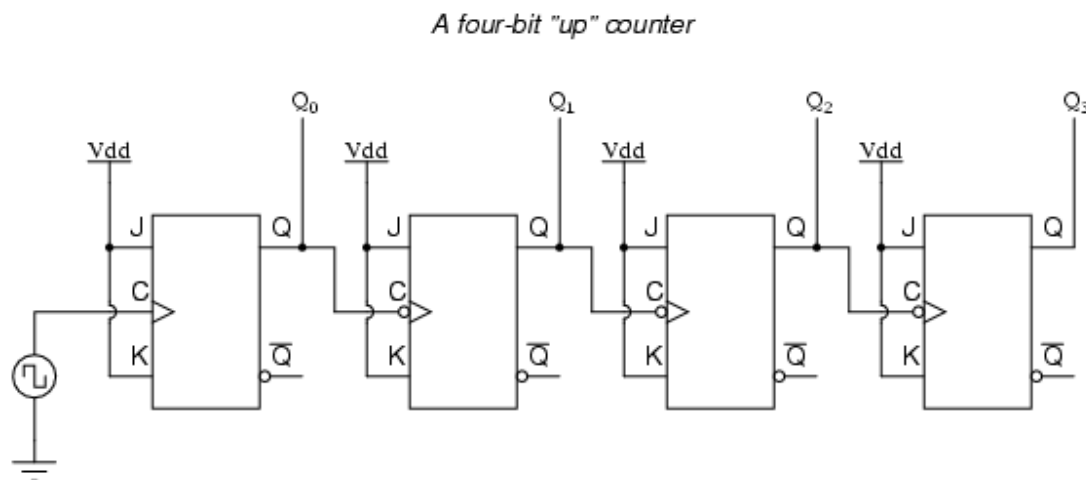 A four-bit "up" counter
Q0 Q1 Q2 Q3
Vdd Vdd Vdd Vdd
J Q J Q J Q J Q
C C C C
K Q̅ K Q̅ K Q̅ K Q̅